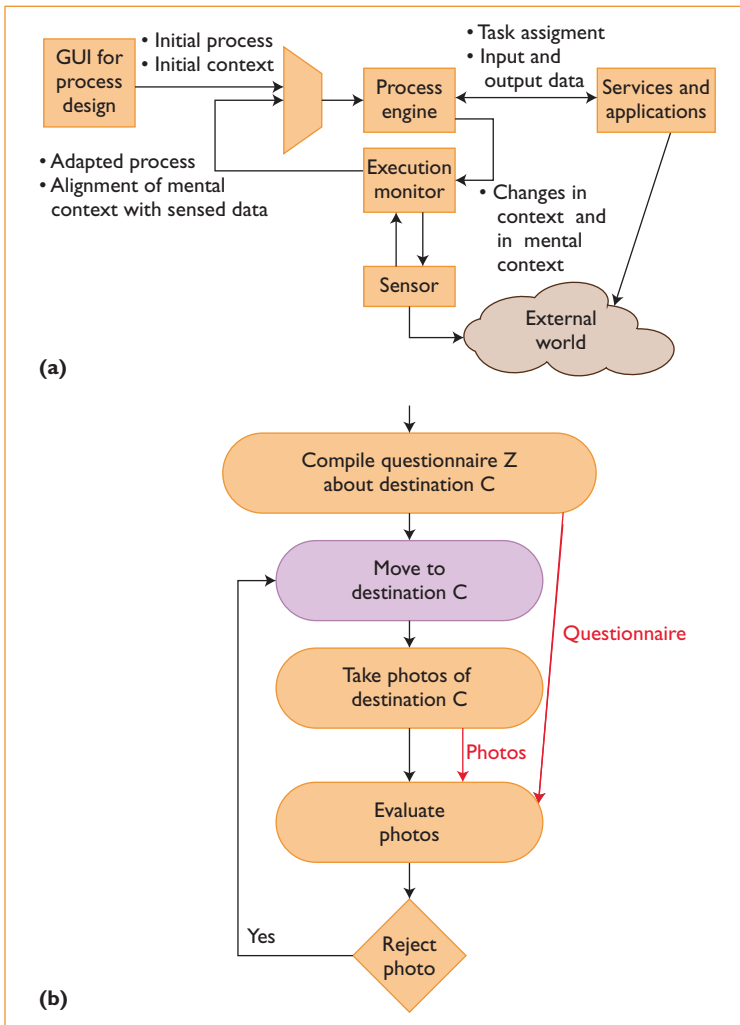 GUI for
process
design
• Initial process
• Initial context
Process
engine
• Task assigment
• Input and
output data
Services and
applications
• Adapted process
• Alignment of mental
context with sensed data
Execution
monitor
• Changes in
context and
in mental
context
Sensor
External
world
(a)
Compile questionnaire Z
about destination C
Move to
destination C
Questionnaire
Take photos of
destination C
Photos
Evaluate
photos
Yes
Reject
photo
(b)